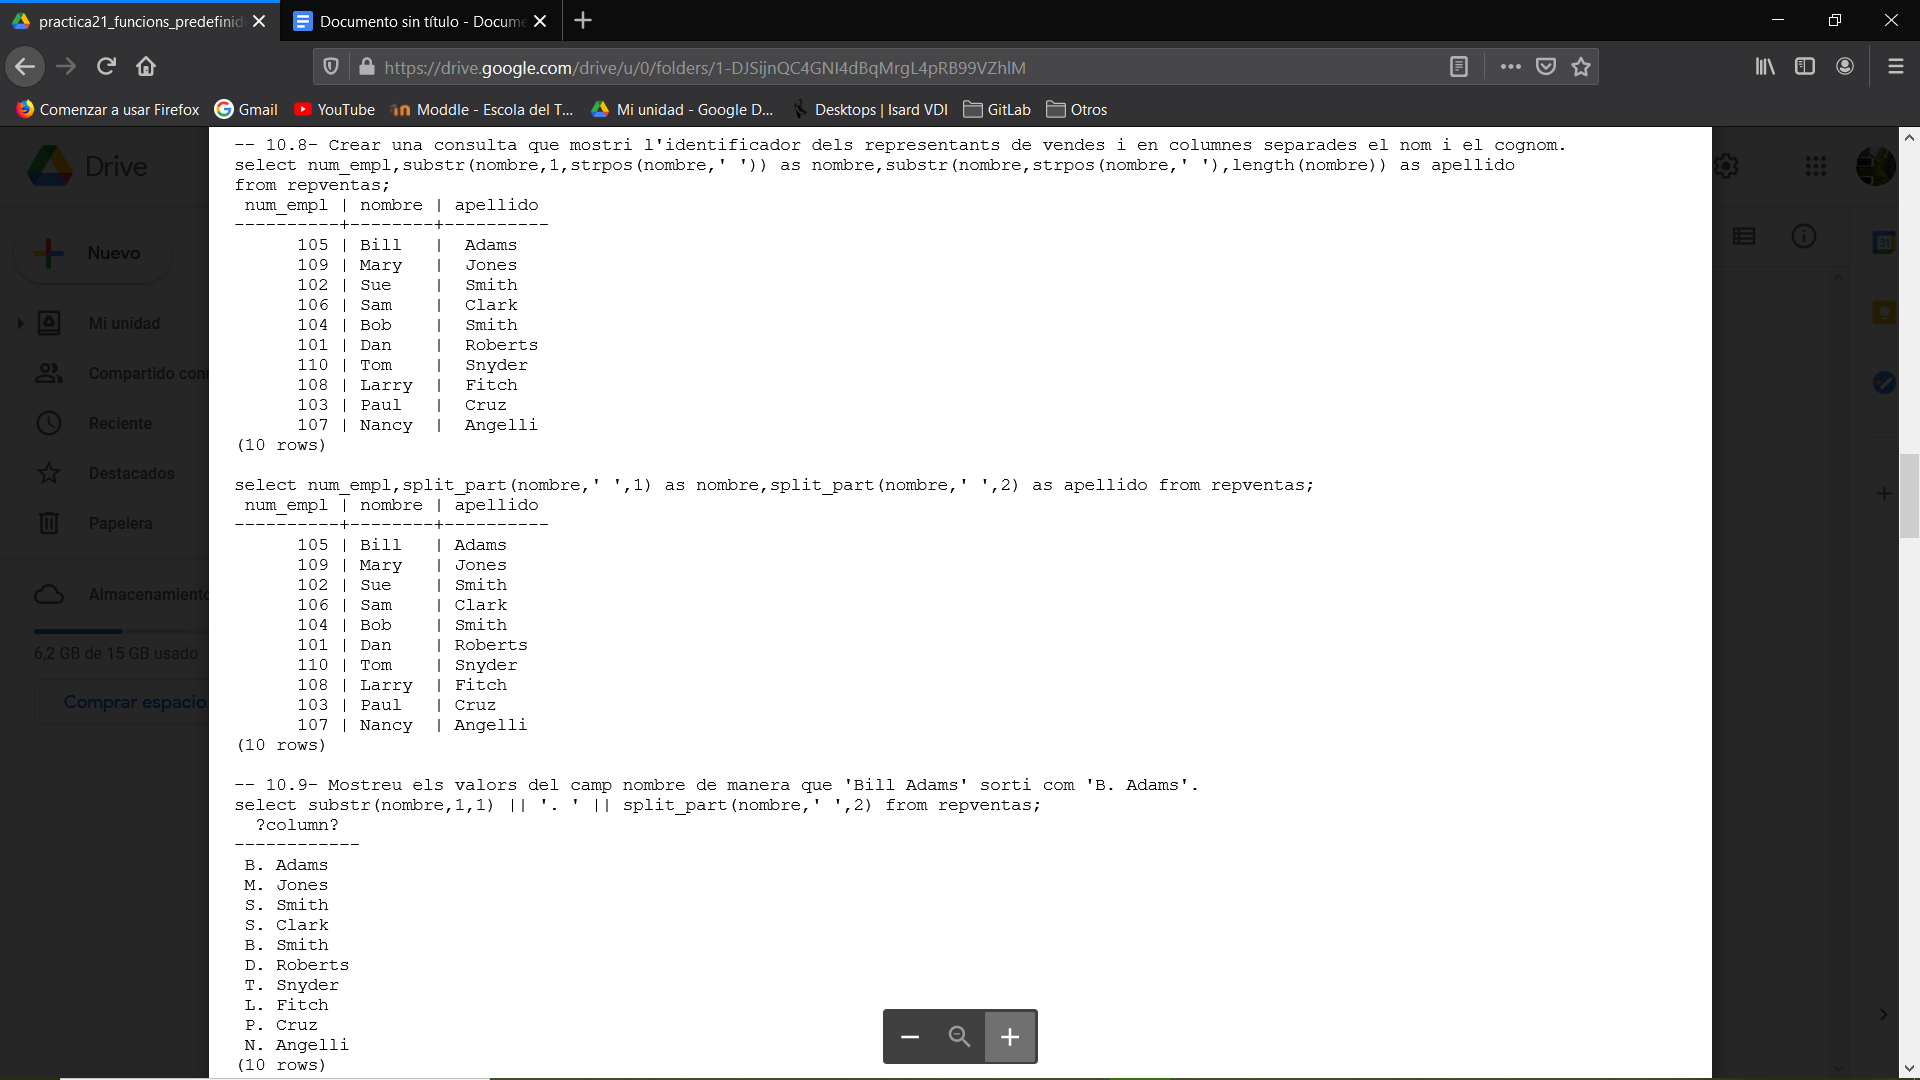 practica21_funcions_predefinid
Documento sin título - Docume
https://drive.google.com/drive/u/0/folders/1-DJSijnQC4GNI4dBqMrgL4pRB99VZhlM
Comenzar a usar Firefox
Gmail
YouTube
Moddle - Escola del T...
Mi unidad - Google D...
Desktops | Isard VDI
GitLab
Otros
Drive
Nuevo
Mi unidad
Compartido con
Reciente
Destacados
Papelera
Almacenamiento
6,2 GB de 15 GB usado
Comprar espacio
-- 10.8- Crear una consulta que mostri l'identificador dels representants de vendes i en columnes separades el nom i el cognom.
select num_empl,substr(nombre,1,strpos(nombre,' ')) as nombre,substr(nombre,strpos(nombre,' '),length(nombre)) as apellido
from repventas;
 num_empl | nombre | apellido
----------+--------+----------
      105 | Bill   |  Adams
      109 | Mary   |  Jones
      102 | Sue    |  Smith
      106 | Sam    |  Clark
      104 | Bob    |  Smith
      101 | Dan    |  Roberts
      110 | Tom    |  Snyder
      108 | Larry  |  Fitch
      103 | Paul   |  Cruz
      107 | Nancy  |  Angelli
(10 rows)
select num_empl,split_part(nombre,' ',1) as nombre,split_part(nombre,' ',2) as apellido from repventas;
 num_empl | nombre | apellido
----------+--------+----------
      105 | Bill   | Adams
      109 | Mary   | Jones
      102 | Sue    | Smith
      106 | Sam    | Clark
      104 | Bob    | Smith
      101 | Dan    | Roberts
      110 | Tom    | Snyder
      108 | Larry  | Fitch
      103 | Paul   | Cruz
      107 | Nancy  | Angelli
(10 rows)
-- 10.9- Mostreu els valors del camp nombre de manera que 'Bill Adams' sorti com 'B. Adams'.
select substr(nombre,1,1) || '. ' || split_part(nombre,' ',2) from repventas;
  ?column?
------------
 B. Adams
 M. Jones
 S. Smith
 S. Clark
 B. Smith
 D. Roberts
 T. Snyder
 L. Fitch
 P. Cruz
 N. Angelli
(10 rows)
31